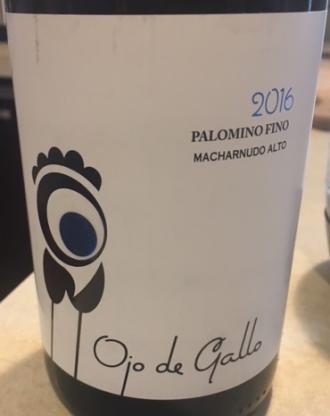 2016
PALOMINO FINO
MACHARNUDO ALTO
Ojo de Gallo